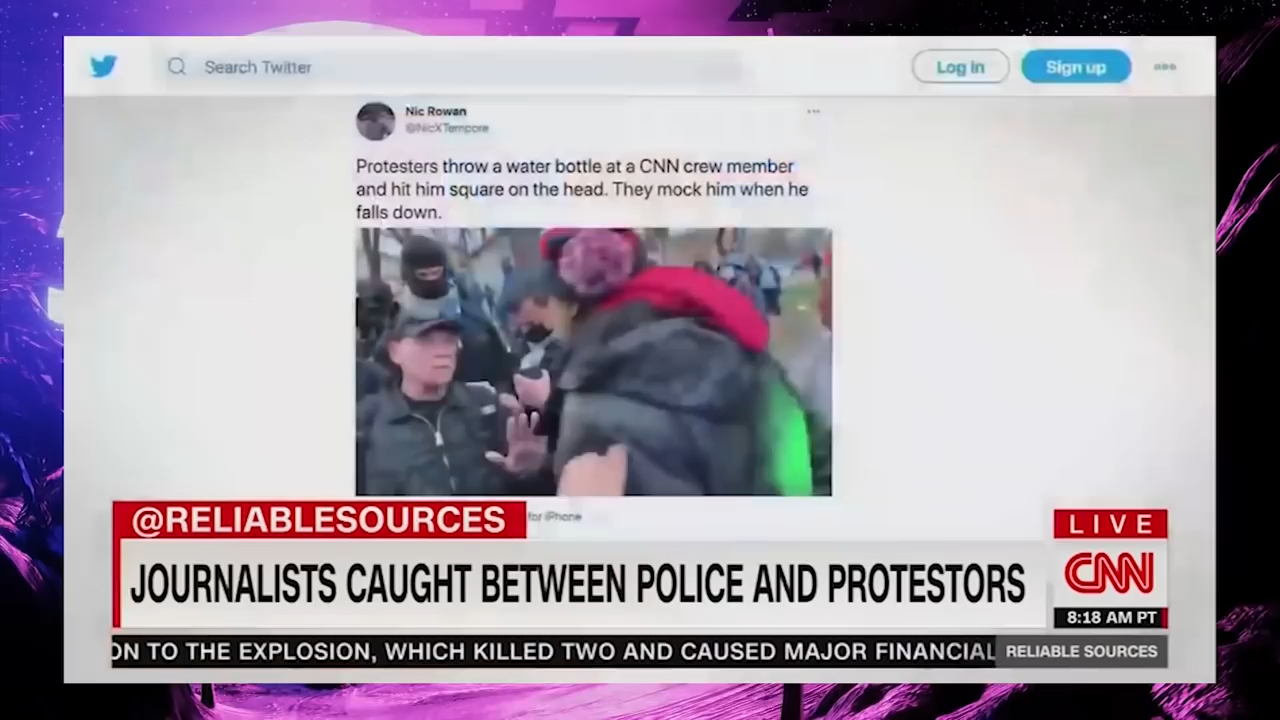 Search Twitter
Log in
Sign up
Nic Rowan
@NicXTempore
Protesters throw a water bottle at a CNN crew member
and hit him square on the head. They mock him when he
falls down.
for iPhone
@RELIABLESOURCES
JOURNALISTS CAUGHT BETWEEN POLICE AND PROTESTORS
LIVE
CNN
8:18 AM PT
ON TO THE EXPLOSION, WHICH KILLED TWO AND CAUSED MAJOR FINANCIAL
RELIABLE SOURCES